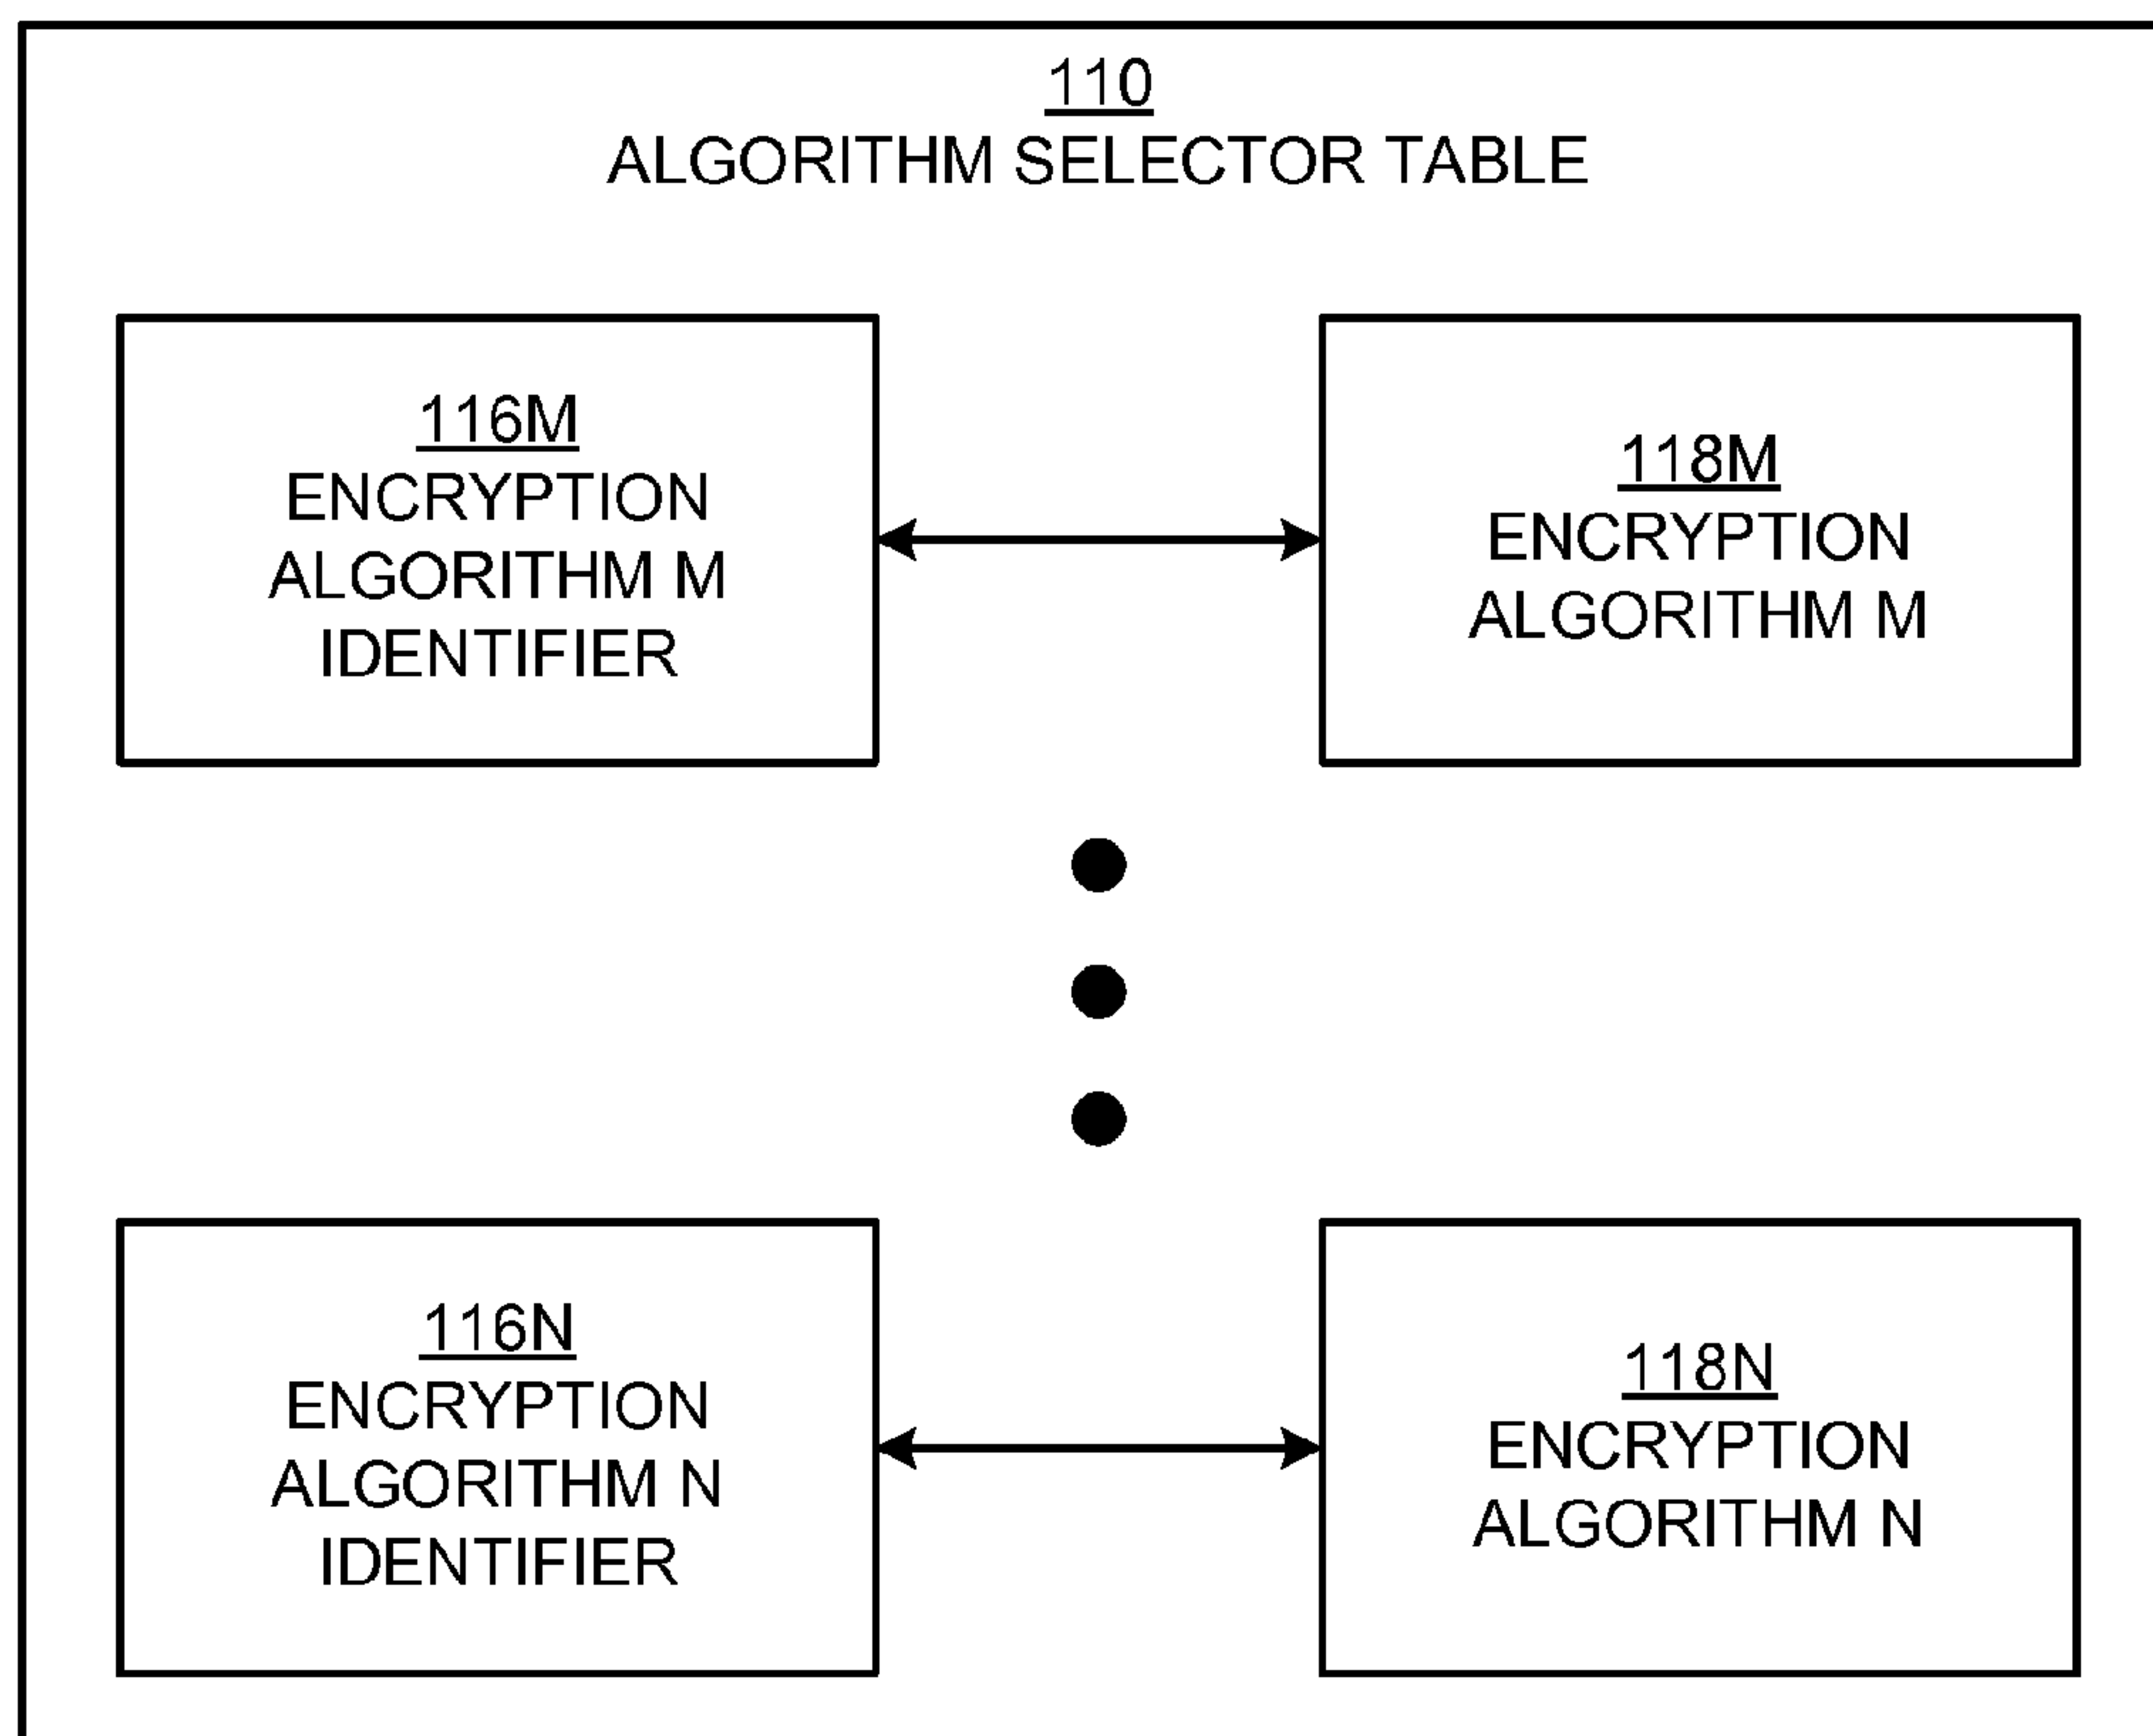 110
ALGORITHM SELECTOR TABLE
116M
ENCRYPTION
ALGORITHM M
IDENTIFIER
118M
ENCRYPTION
ALGORITHM M
116N
ENCRYPTION
ALGORITHM N
IDENTIFIER
118N
ENCRYPTION
ALGORITHM N